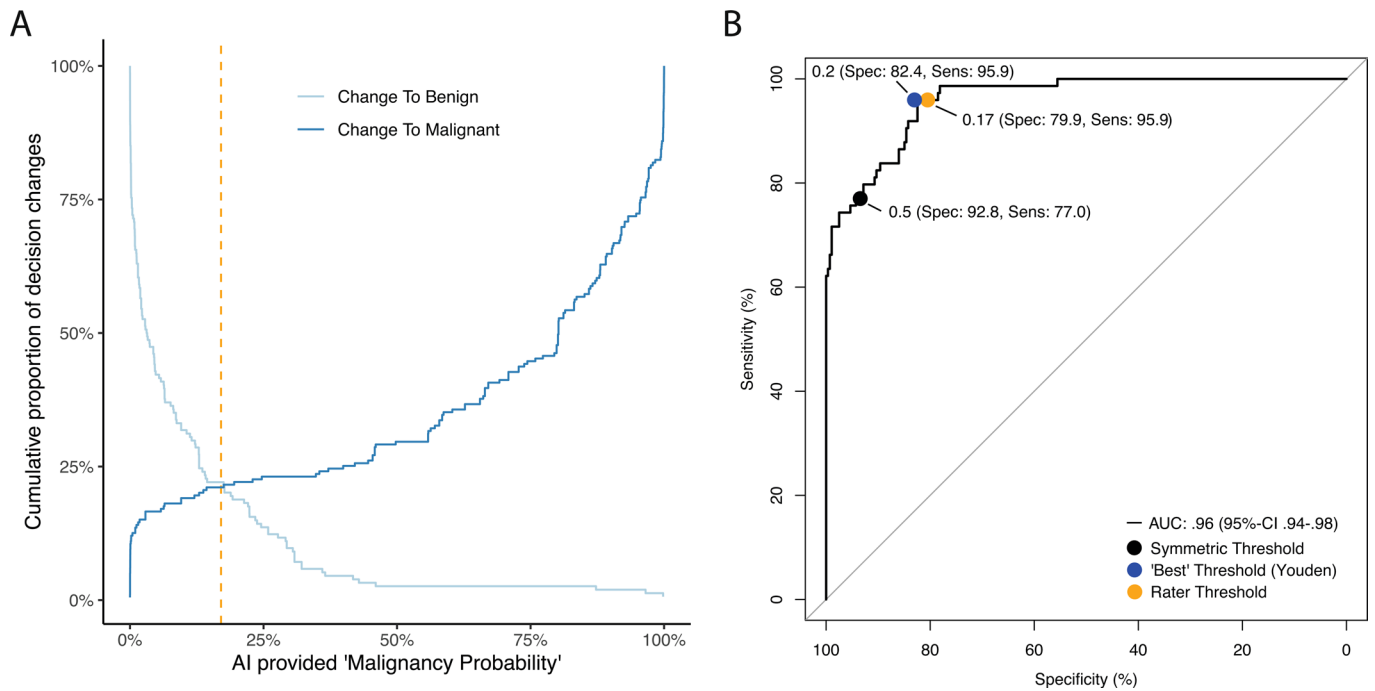 A
Cumulative proportion of decision changes
100%
75%
50%
25%
0%
Change To Benign
Change To Malignant
0%
25%
50%
75%
100%
AI provided 'Malignancy Probability'
B
Sensitivity (%)
100
80
60
40
20
0
0.2 (Spec: 82.4, Sens: 95.9)
0.17 (Spec: 79.9, Sens: 95.9)
0.5 (Spec: 92.8, Sens: 77.0)
AUC: .96 (95%-CI .94-.98)
Symmetric Threshold
'Best' Threshold (Youden)
Rater Threshold
100
80
60
40
20
0
Specificity (%)